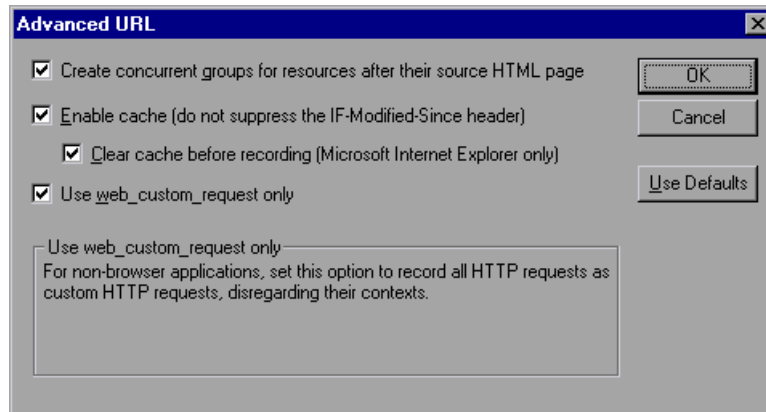 Advanced URL
Create concurrent groups for resources after their source HTML page
OK
Enable cache (do not suppress the IF-Modified-Since header)
Cancel
Clear cache before recording (Microsoft Internet Explorer only)
Use Defaults
Use web_custom_request only
Use web_custom_request only
For non-browser applications, set this option to record all HTTP requests as
custom HTTP requests, disregarding their contexts.